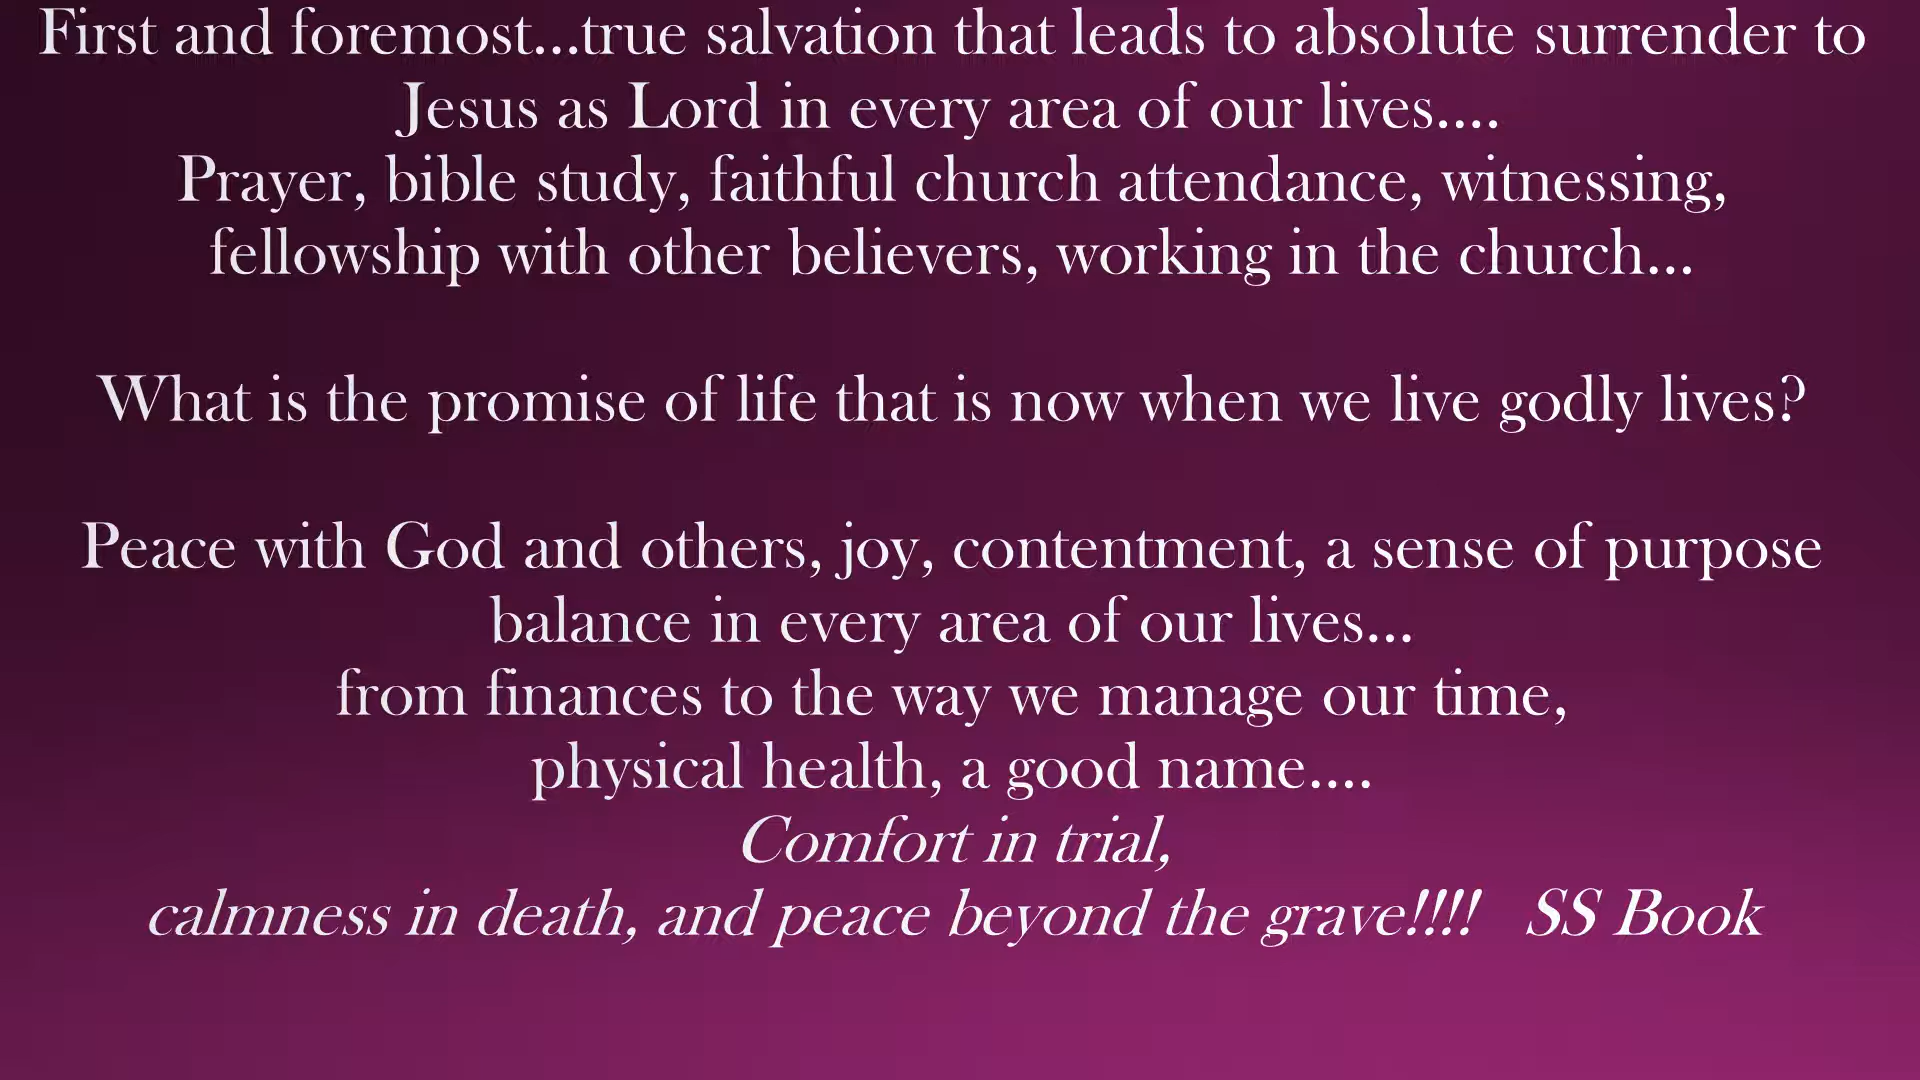 First and foremost...true salvation that leads to absolute surrender to
Jesus as Lord in every area of our lives....
Prayer, bible study, faithful church attendance, witnessing,
fellowship with other believers, working in the church...
What is the promise of life that is now when we live godly lives?
Peace with God and others, joy, contentment, a sense of purpose
balance in every area of our lives...
from finances to the way we manage our time,
physical health, a good name....
Comfort in trial,
calmness in death, and peace beyond the grave!!!! SS Book